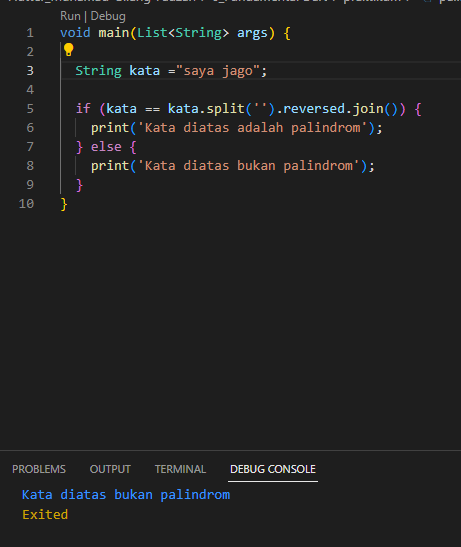 Run | Debug
1 void main(List<String> args) {
2
3 String kata ="saya jago";
4
5 if (kata == kata.split('').reversed.join()) {
6 print('Kata diatas adalah palindrom');
7 } else {
8 print('Kata diatas bukan palindrom');
9 }
10 }
PROBLEMS OUTPUT TERMINAL DEBUG CONSOLE
Kata diatas bukan palindrom
Exited